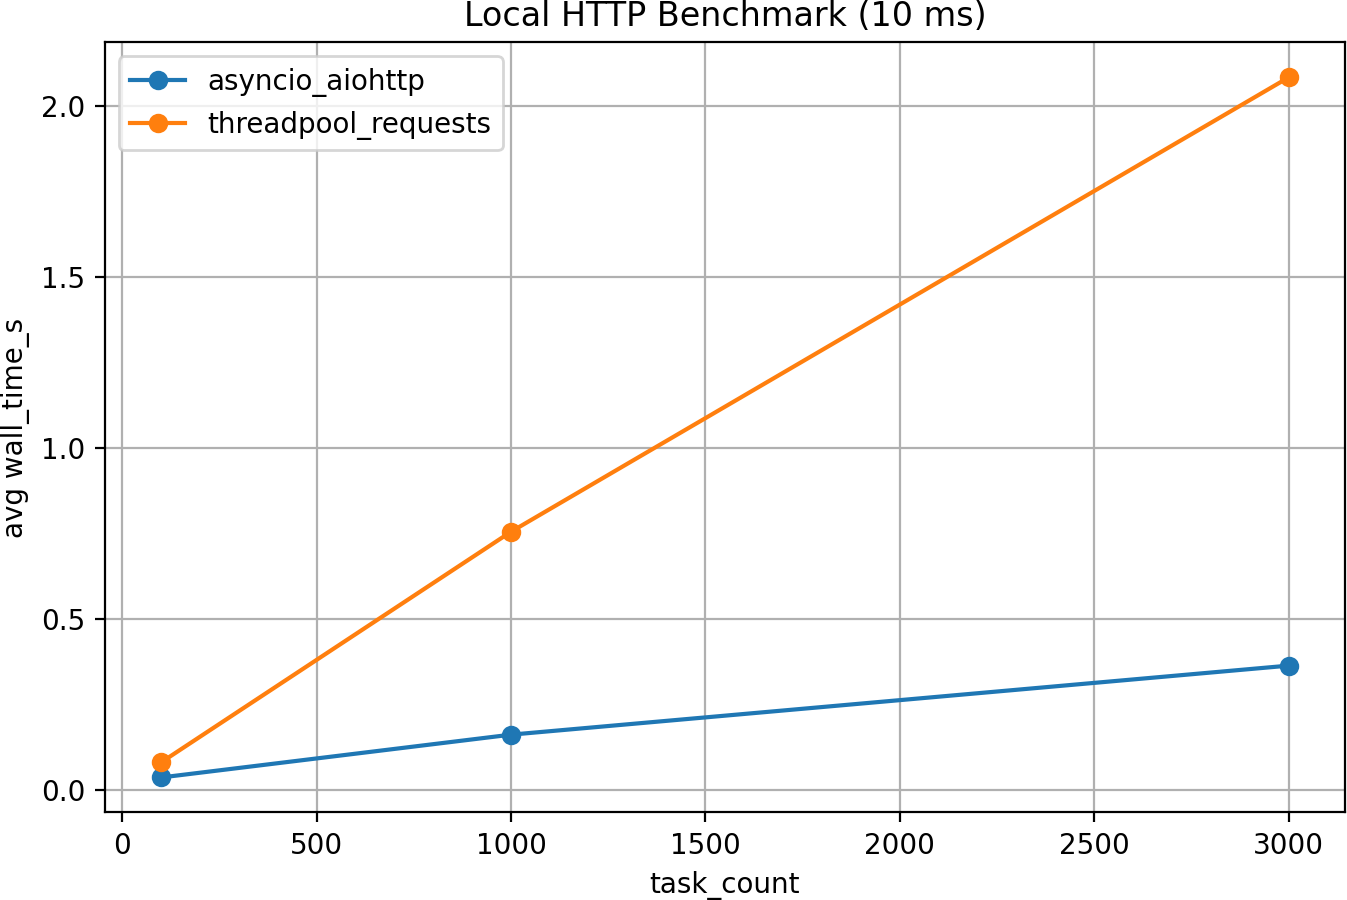 Local HTTP Benchmark (10 ms)
asyncio_aiohttp
threadpool_requests
avg wall_time_s
2.0
1.5
1.0
0.5
0.0
0 500 1000 1500 2000 2500 3000
task_count